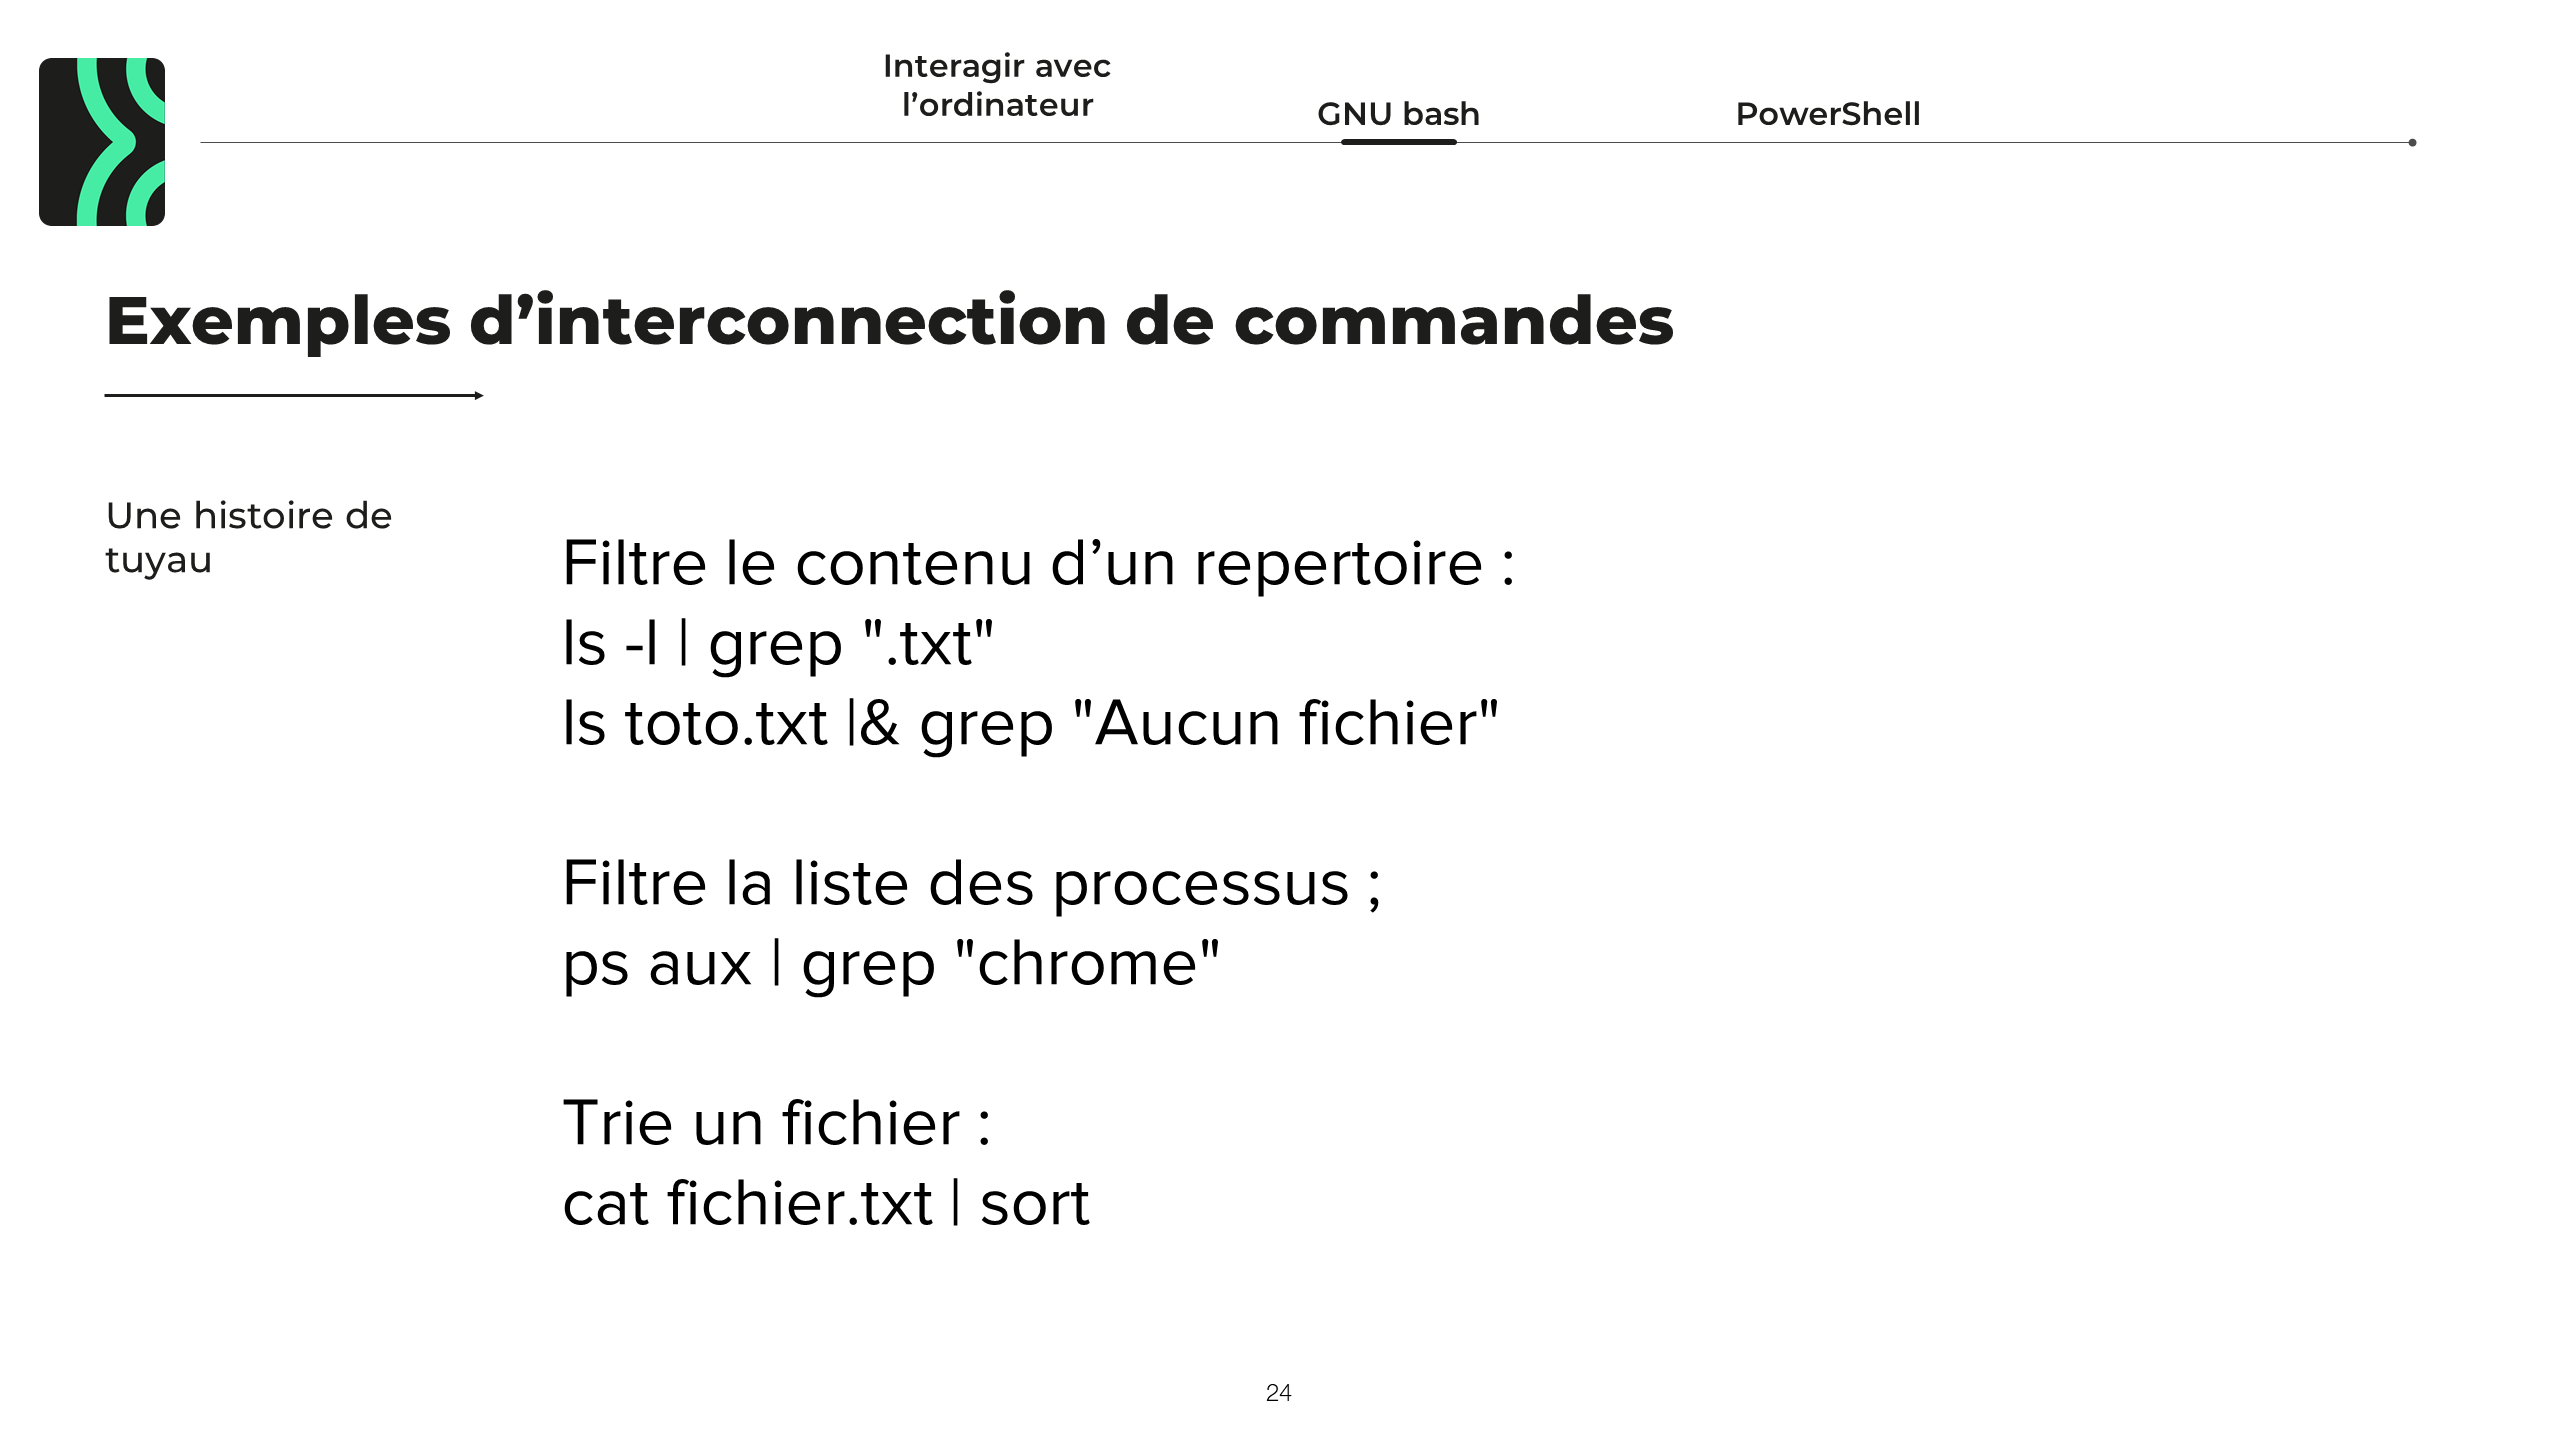 Interagir avec
l’ordinateur
GNU bash
PowerShell
Exemples d’interconnection de commandes
Une histoire de
tuyau
Filtre le contenu d’un repertoire :
ls -l | grep ".txt"
ls toto.txt |& grep "Aucun fichier"
Filtre la liste des processus ;
ps aux | grep "chrome"
Trie un fichier :
cat fichier.txt | sort
24